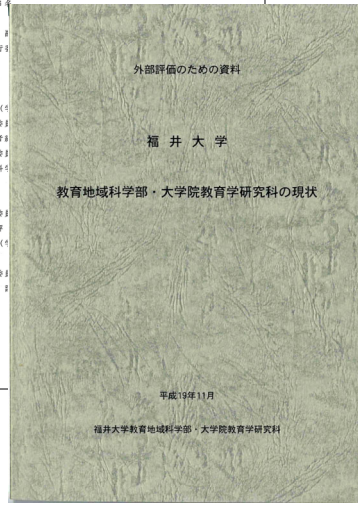 外部評価のための資料
福井大学
教育地域科学部・大学院教育学研究科の現状
平成19年11月
福井大学教育地域科学部・大学院教育学研究科